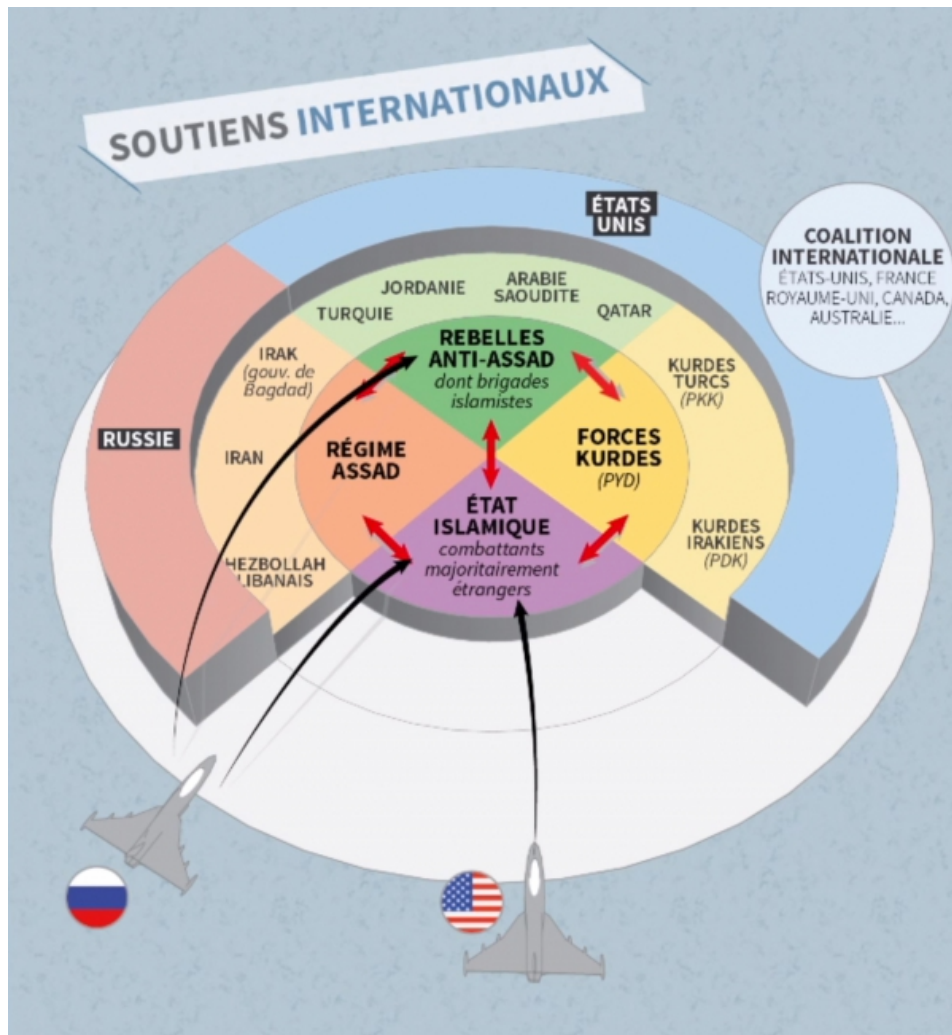 SOUTIENS INTERNATIONAUX
ÉTATS
UNIS
COALITION
INTERNATIONALE
ÉTATS-UNIS, FRANCE
ROYAUME-UNI, CANADA,
AUSTRALIE...
TURQUIE
JORDANIE
ARABIE
SAOUDITE
QATAR
REBELLES
ANTI-ASSAD
dont brigades
islamistes
IRAK
(gouv. de
Bagdad)
KURDES
TURCS
(PKK)
RUSSIE
IRAN
RÉGIME
ASSAD
FORCES
KURDES
(PYD)
ÉTAT
ISLAMIQUE
combattants
majoritairement
étrangers
KURDES
IRAKIENS
(PDK)
HEZBOLLAH
LIBANAIS